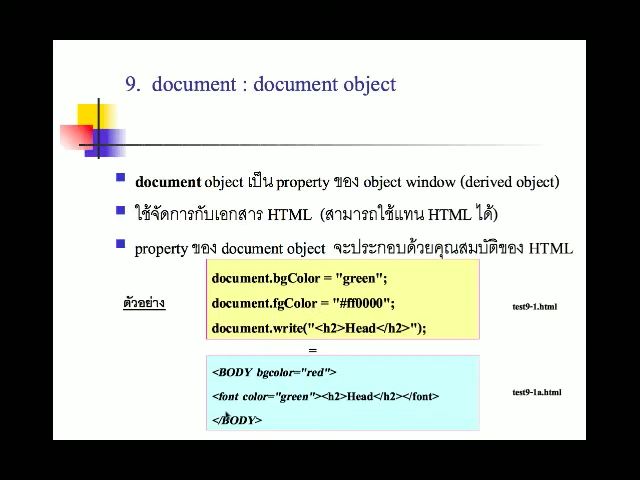 9. document : document object
document object เป็น property ของ object window (derived object)
ใช้จัดการกับเอกสาร HTML (สามารถใช้แทน HTML ได้)
property ของ document object จะประกอบด้วยคุณสมบัติของ HTML
ตัวอย่าง
document.bgColor = "green";
document.fgColor = "#ff0000";
document.write("<h2>Head</h2>");
test9-1.html
=
<BODY bgcolor="red">
<font color="green"><h2>Head</h2></font>
</BODY>
test9-1a.html